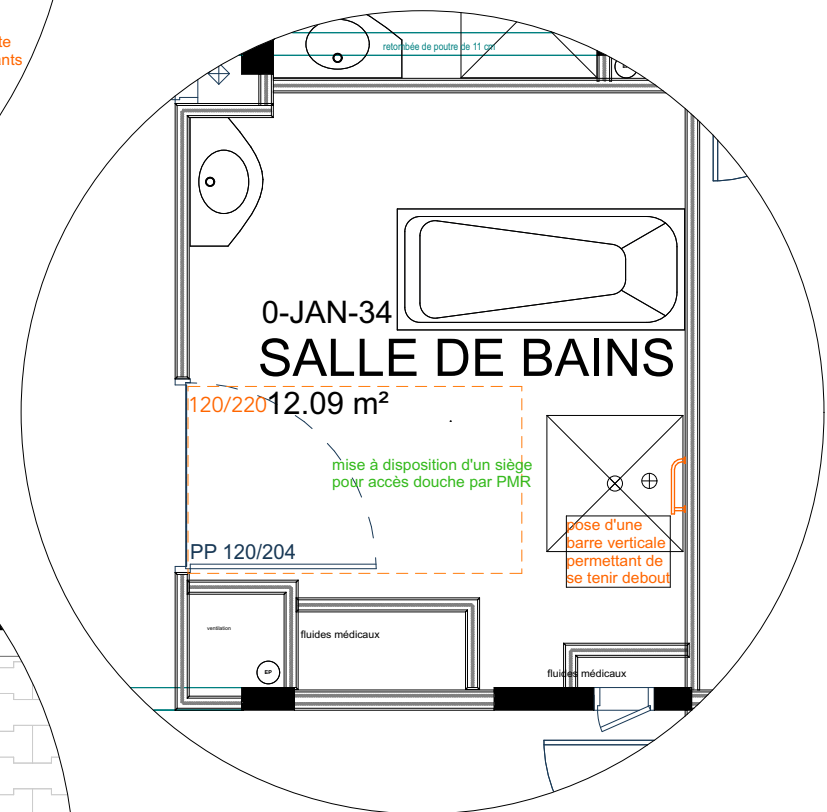 te
ants
retombée de poutre de 11 cm
0-JAN-34
SALLE DE BAINS
120/220
12.09 m²
mise à disposition d'un siège
pour accès douche par PMR
pose d'une
barre verticale
permettant de
se tenir debout
PP 120/204
ventilation
fluides médicaux
EP
fluides médicaux